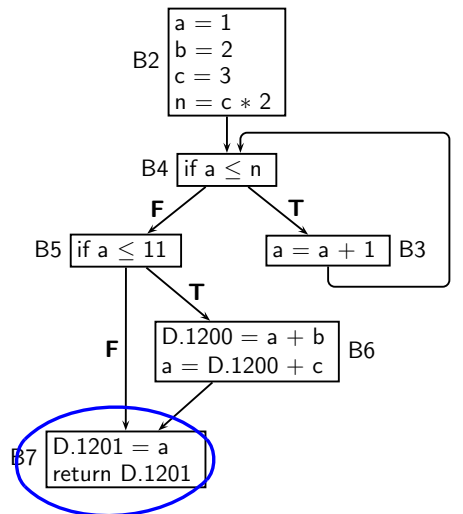 B2
a = 1
b = 2
c = 3
n = c ∗ 2
B4
if a ≤ n
F
T
B5
if a ≤ 11
a = a + 1
B3
T
F
D.1200 = a + b
a = D.1200 + c
B6
B7
D.1201 = a
return D.1201